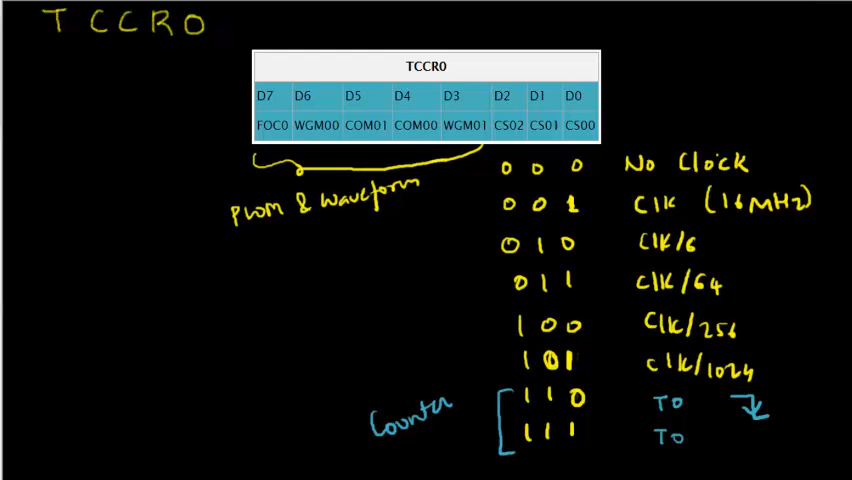 TCCR0
TCCR0
D7 D6 D5 D4 D3 D2 D1 D0
FOC0 WGM00 COM01 COM00 WGM01 CS02 CS01 CS00
PWM & Waveform
0 0 0 No Clock
0 0 1 Clk (16MHz)
0 1 0 Clk/6
0 1 1 Clk/64
1 0 0 Clk/256
1 0 1 Clk/1024
Counter
1 1 0 T0
1 1 1 T0